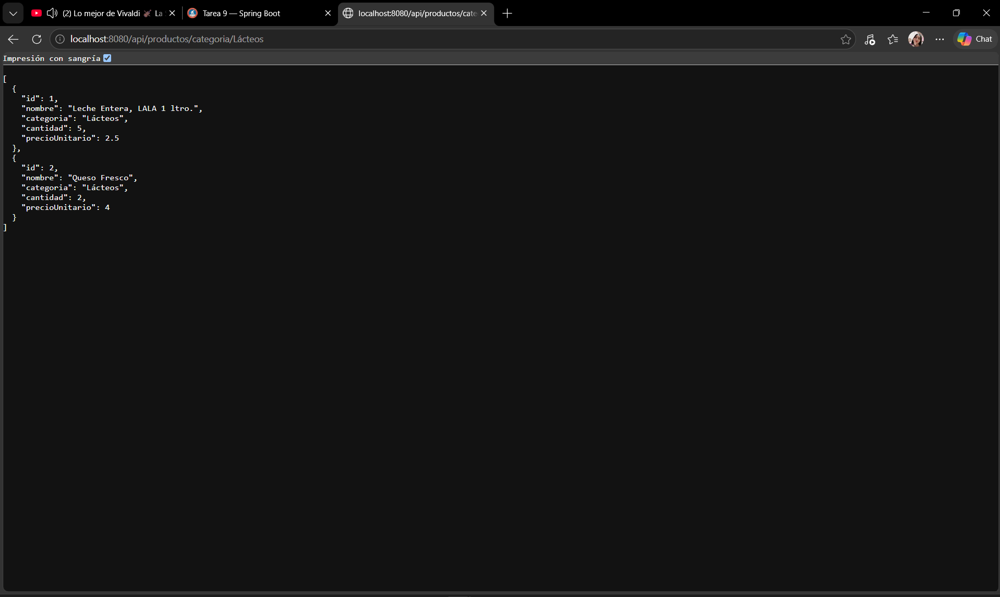 (2) Lo mejor de Vivaldi 🎻 La
Tarea 9 — Spring Boot
localhost:8080/api/productos/cate
localhost:8080/api/productos/categoria/Lácteos
Chat
Impresión con sangría
[
  {
    "id": 1,
    "nombre": "Leche Entera, LALA 1 ltro.",
    "categoria": "Lácteos",
    "cantidad": 5,
    "precioUnitario": 2.5
  },
  {
    "id": 2,
    "nombre": "Queso Fresco",
    "categoria": "Lácteos",
    "cantidad": 2,
    "precioUnitario": 4
  }
]